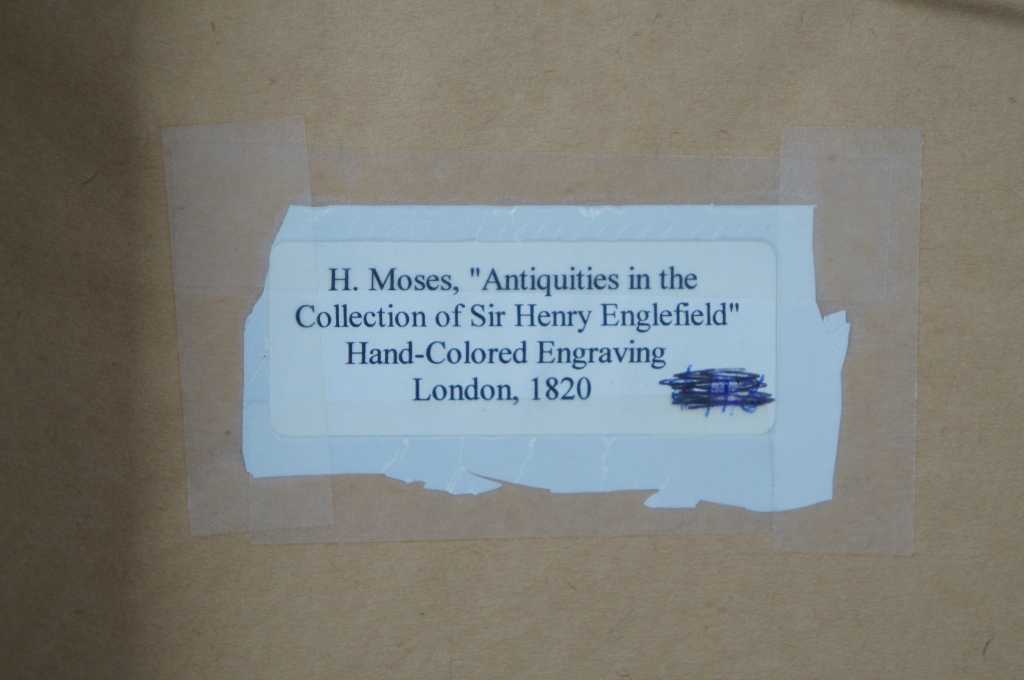 H. Moses, "Antiquities in the
Collection of Sir Henry Englefield"
Hand-Colored Engraving
London, 1820